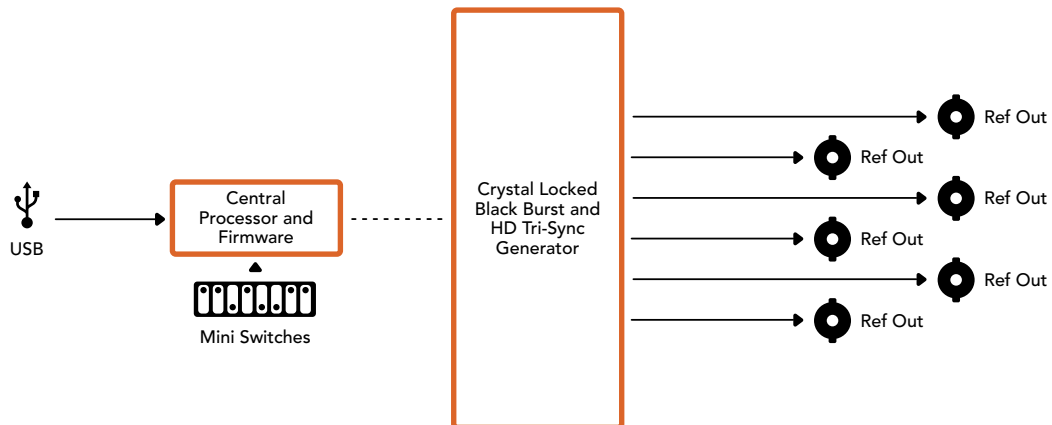 USB
Central
Processor and
Firmware
Mini Switches
Crystal Locked
Black Burst and
HD Tri-Sync
Generator
Ref Out
Ref Out
Ref Out
Ref Out
Ref Out
Ref Out